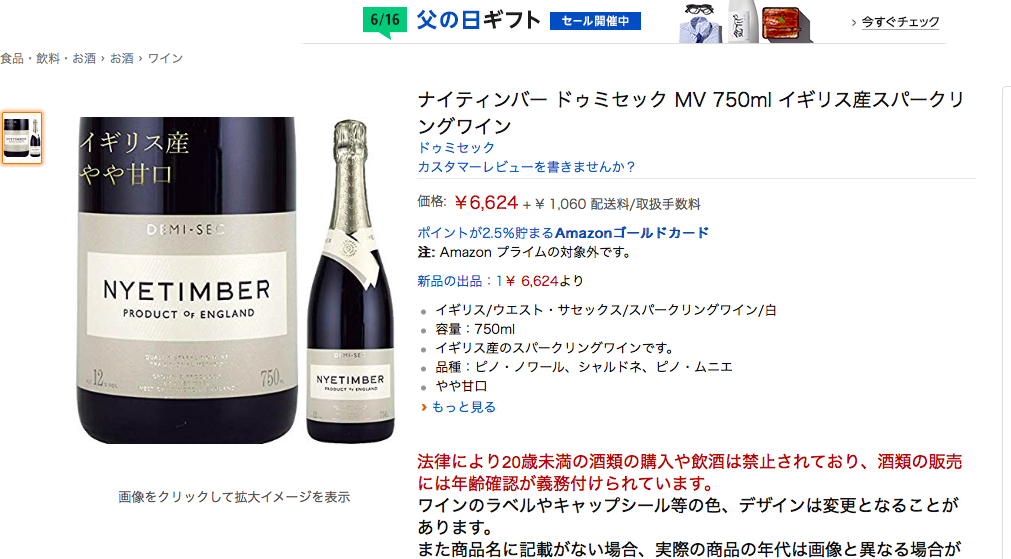 6/16 父の日ギフト セール開催中 › 今すぐチェック
食品・飲料・お酒 › お酒 › ワイン
ナイティンバー ドゥミセック MV 750ml イギリス産スパークリ
ングワイン
ドゥミセック
カスタマーレビューを書きませんか？
価格: ￥6,624 + ￥ 1,060 配送料/取扱手数料
ポイントが2.5%貯まるAmazonゴールドカード
注: Amazon プライムの対象外です。
新品の出品：1￥ 6,624より
イギリス/ウエスト・サセックス/スパークリングワイン/白
容量：750ml
イギリス産のスパークリングワインです。
品種：ピノ・ノワール、シャルドネ、ピノ・ムニエ
やや甘口
› もっと見る
法律により20歳未満の酒類の購入や飲酒は禁止されており、酒類の販売
には年齢確認が義務付けられています。
ワインのラベルやキャップシール等の色、デザインは変更となることが
あります。
また商品名に記載がない場合、実際の商品の年代は画像と異なる場合が
イギリス産
やや甘口
DEMI-SEC
NYETIMBER
PRODUCT OF ENGLAND
12% VOL
750ml
DEMI-SEC
NYETIMBER
PRODUCT OF ENGLAND
画像をクリックして拡大イメージを表示